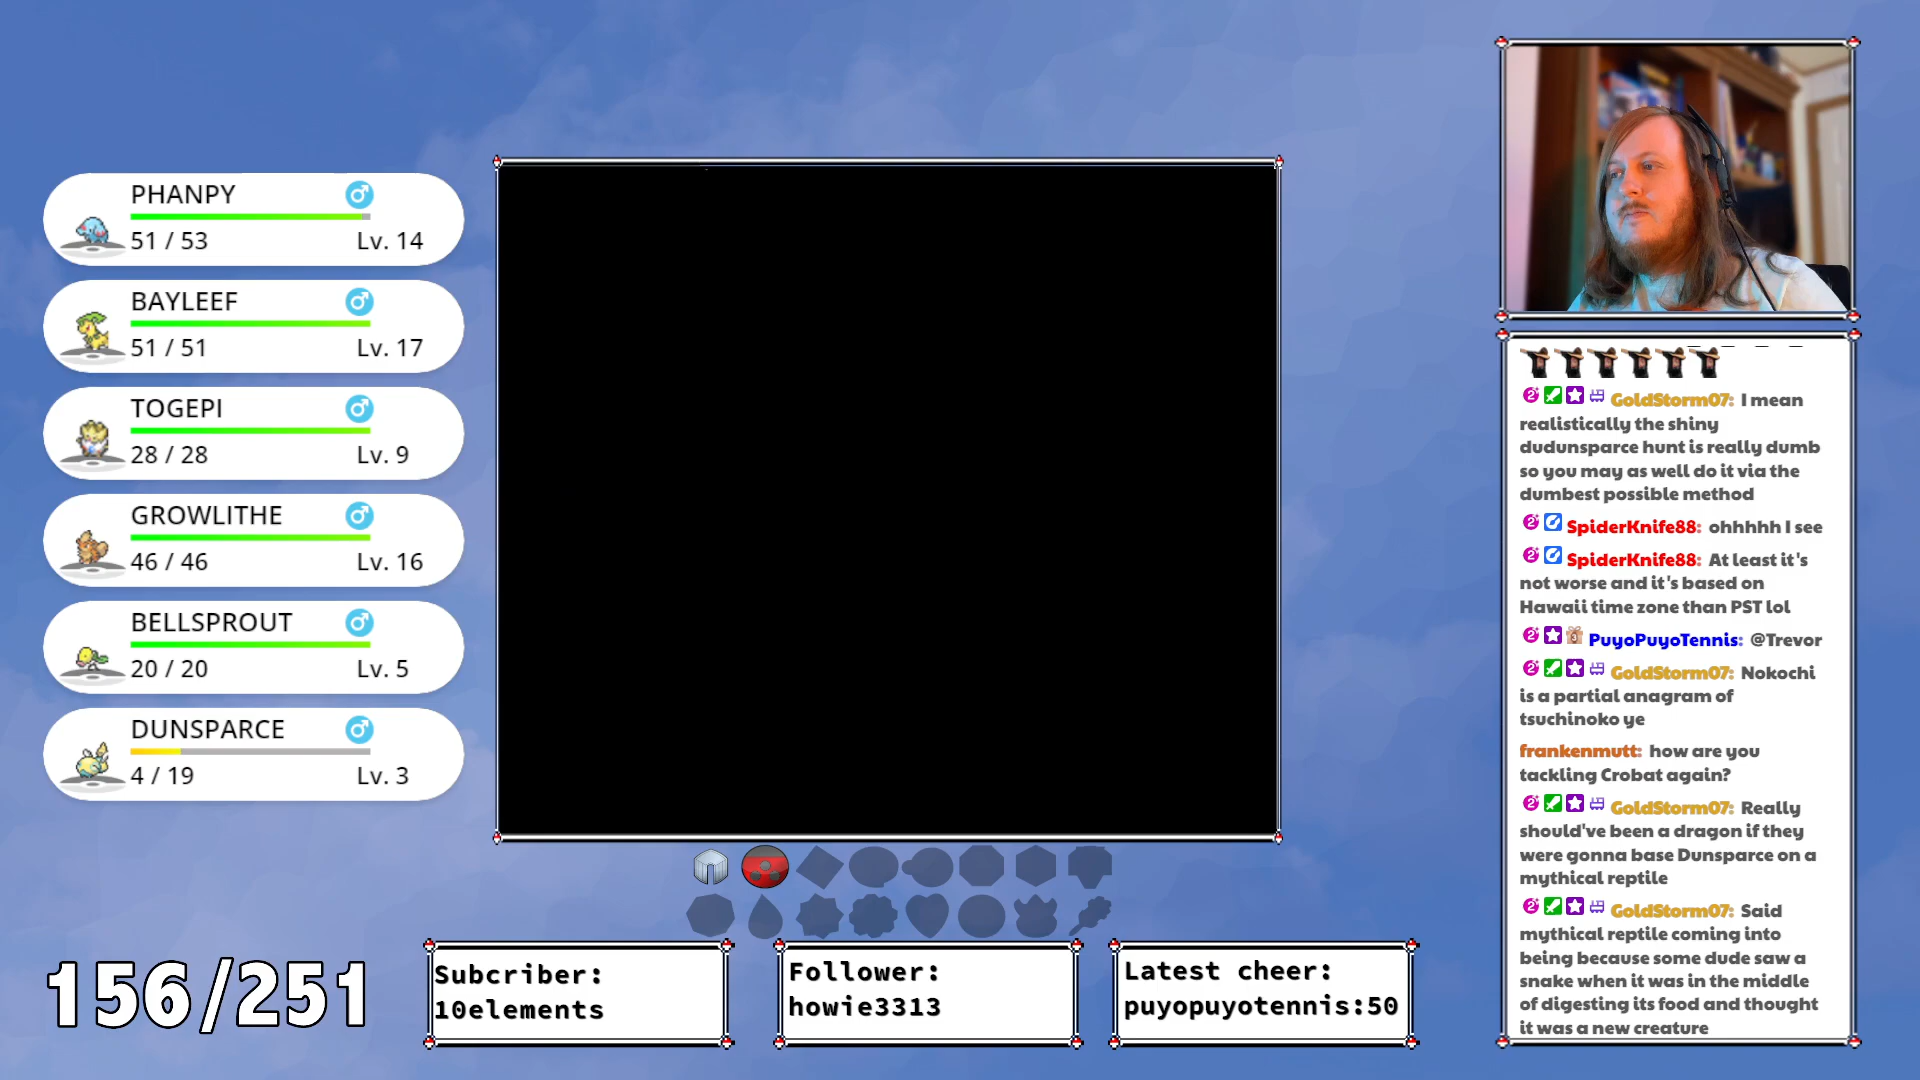 PHANPY
51 / 53 Lv. 14
BAYLEEF
51 / 51 Lv. 17
TOGEPI
28 / 28 Lv. 9
GROWLITHE
46 / 46 Lv. 16
BELLSPROUT
20 / 20 Lv. 5
DUNSPARCE
4 / 19 Lv. 3
156/251
Subcriber:
10elements
Follower:
howie3313
Latest cheer:
puyopuyotennis:50
GoldStorm07: I mean
realistically the shiny
dudunsparce hunt is really dumb
so you may as well do it via the
dumbest possible method
SpiderKnife88: ohhhhh I see
SpiderKnife88: At least it's
not worse and it's based on
Hawaii time zone than PST lol
PuyoPuyoTennis: @Trevor
GoldStorm07: Nokochi
is a partial anagram of
tsuchinoko ye
frankenmutt: how are you
tackling Crobat again?
GoldStorm07: Really
should've been a dragon if they
were gonna base Dunsparce on a
mythical reptile
GoldStorm07: Said
mythical reptile coming into
being because some dude saw a
snake when it was in the middle
of digesting its food and thought
it was a new creature